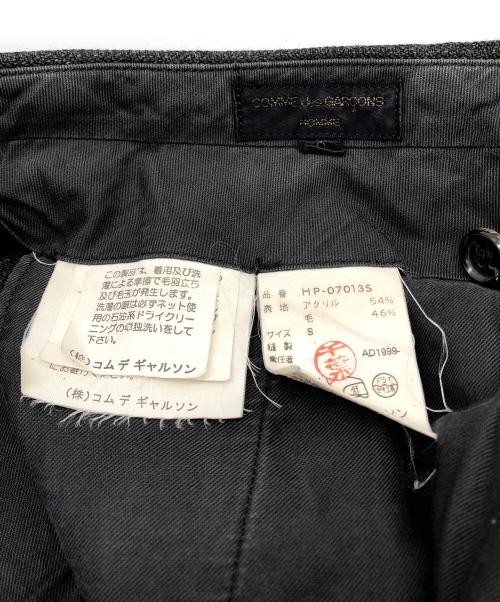 COMME des GARÇONS
HOMME
この製品は、着用及び洗
濯による摩擦で毛羽立ち
及び毛玉が発生します。
洗濯の際は必ずネット使
用の石油系ドライクリー
ニングの単独洗いをして
下さい。
(株)コムデギャルソン
(株)コムデギャルソン
品番 HP-07013S
表地 アクリル 54%
毛 46%
サイズ S
縫製
責任者 千葉 AD1999